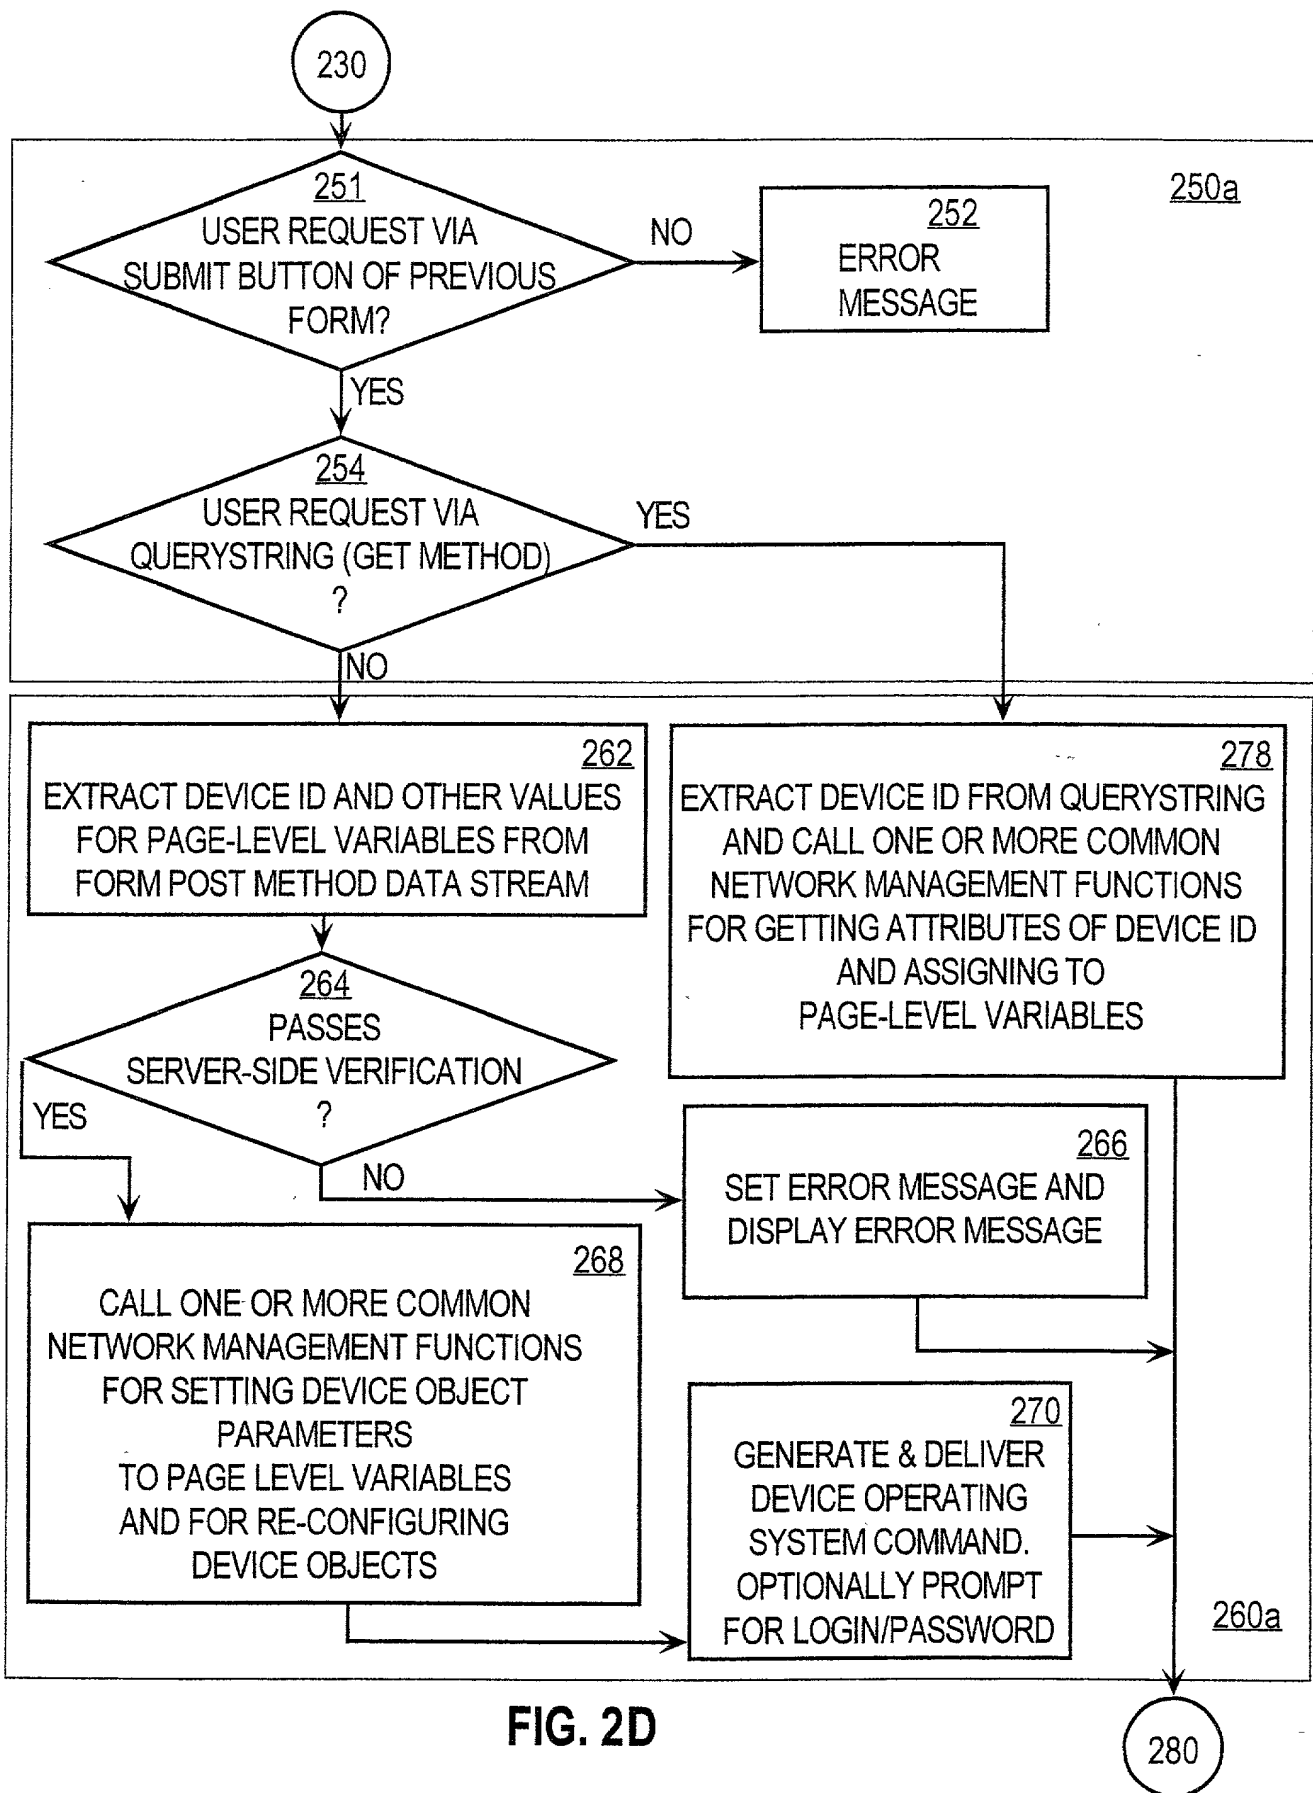 230
250a
251
USER REQUEST VIA
SUBMIT BUTTON OF PREVIOUS
FORM?
NO
252
ERROR
MESSAGE
YES
254
USER REQUEST VIA
QUERYSTRING (GET METHOD)
?
YES
NO
262
EXTRACT DEVICE ID AND OTHER VALUES
FOR PAGE-LEVEL VARIABLES FROM
FORM POST METHOD DATA STREAM
278
EXTRACT DEVICE ID FROM QUERYSTRING
AND CALL ONE OR MORE COMMON
NETWORK MANAGEMENT FUNCTIONS
FOR GETTING ATTRIBUTES OF DEVICE ID
AND ASSIGNING TO
PAGE-LEVEL VARIABLES
264
PASSES
SERVER-SIDE VERIFICATION
?
YES
NO
266
SET ERROR MESSAGE AND
DISPLAY ERROR MESSAGE
268
CALL ONE OR MORE COMMON
NETWORK MANAGEMENT FUNCTIONS
FOR SETTING DEVICE OBJECT
PARAMETERS
TO PAGE LEVEL VARIABLES
AND FOR RE-CONFIGURING
DEVICE OBJECTS
270
GENERATE & DELIVER
DEVICE OPERATING
SYSTEM COMMAND.
OPTIONALLY PROMPT
FOR LOGIN/PASSWORD
260a
FIG. 2D
280